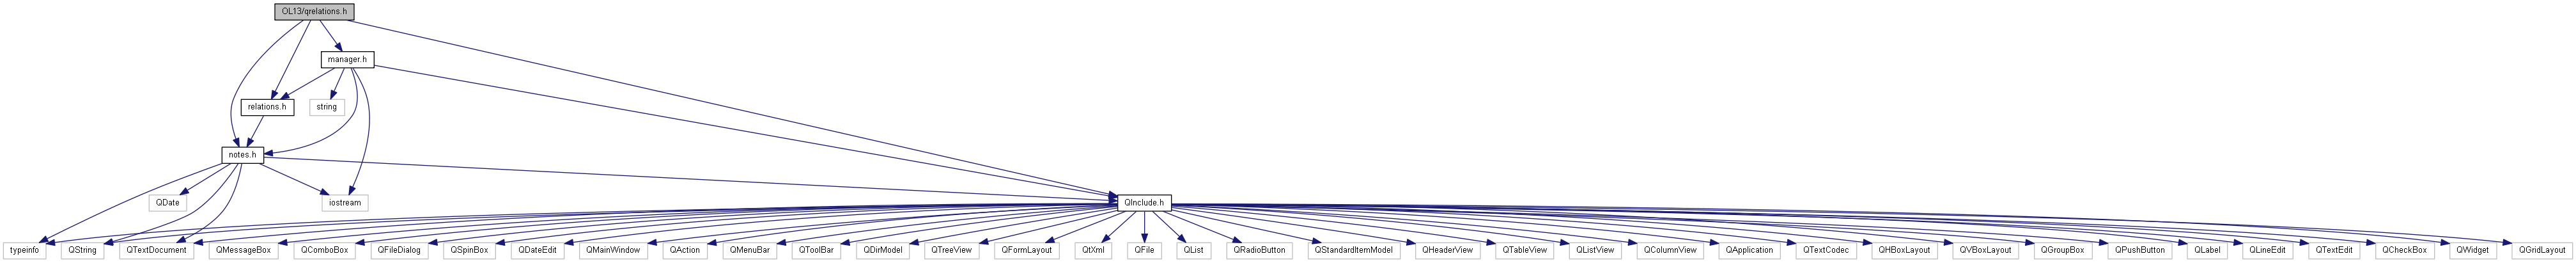 OL13/qrelations.h
manager.h
relations.h
string
notes.h
QDate
iostream
QInclude.h
typeinfo
QString
QTextDocument
QMessageBox
QComboBox
QFileDialog
QSpinBox
QDateEdit
QMainWindow
QAction
QMenuBar
QToolBar
QDirModel
QTreeView
QFormLayout
QtXml
QFile
QList
QRadioButton
QStandardItemModel
QHeaderView
QTableView
QListView
QColumnView
QApplication
QTextCodec
QHBoxLayout
QVBoxLayout
QGroupBox
QPushButton
QLabel
QLineEdit
QTextEdit
QCheckBox
QWidget
QGridLayout